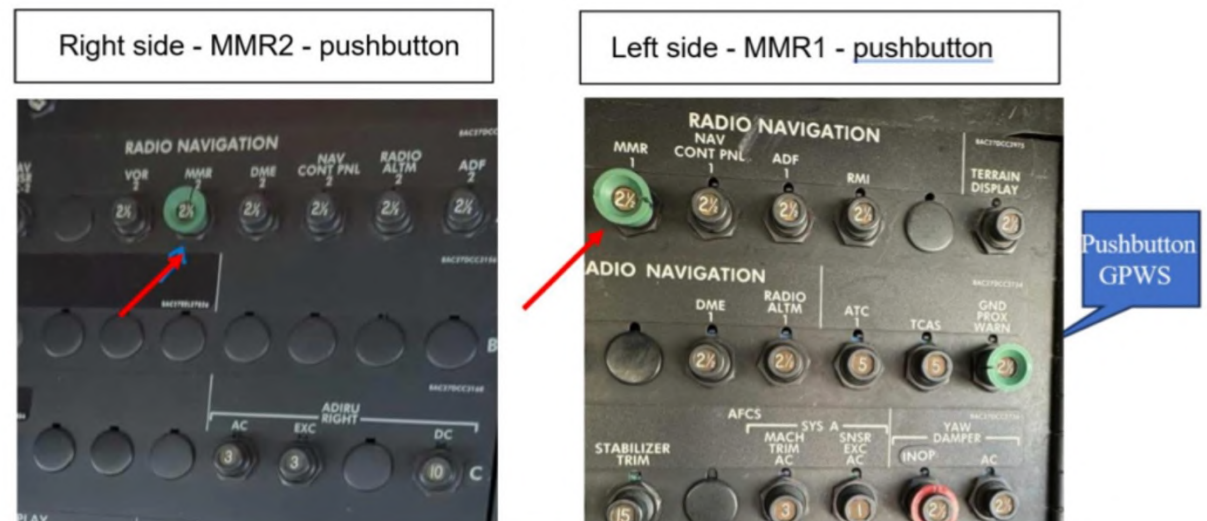 Right side - MMR2 - pushbutton
RADIO NAVIGATION
VOR
2
MMR
2
DME
2
NAV
CONT PNL
2
RADIO
ALTM
2
ADF
2
2½
2½
2½
2½
2½
2½
B
ADIRU
RIGHT
AC
EXC
DC
3
3
10
C
Left side - MMR1 - pushbutton
RADIO NAVIGATION
MMR
1
NAV
CONT PNL
1
ADF
1
RMI
TERRAIN
DISPLAY
2½
2½
2½
2½
2½
ADIO NAVIGATION
DME
1
RADIO
ALTM
1
ATC
1
TCAS
GND
PROX
WARN
2½
2½
5
5
2½
AFCS
SYS A
STABILIZER
TRIM
MACH
TRIM
AC
SNSR
EXC
AC
YAW
DAMPER
INOP
AC
15
3
1
2½
2½
Pushbutton
GPWS